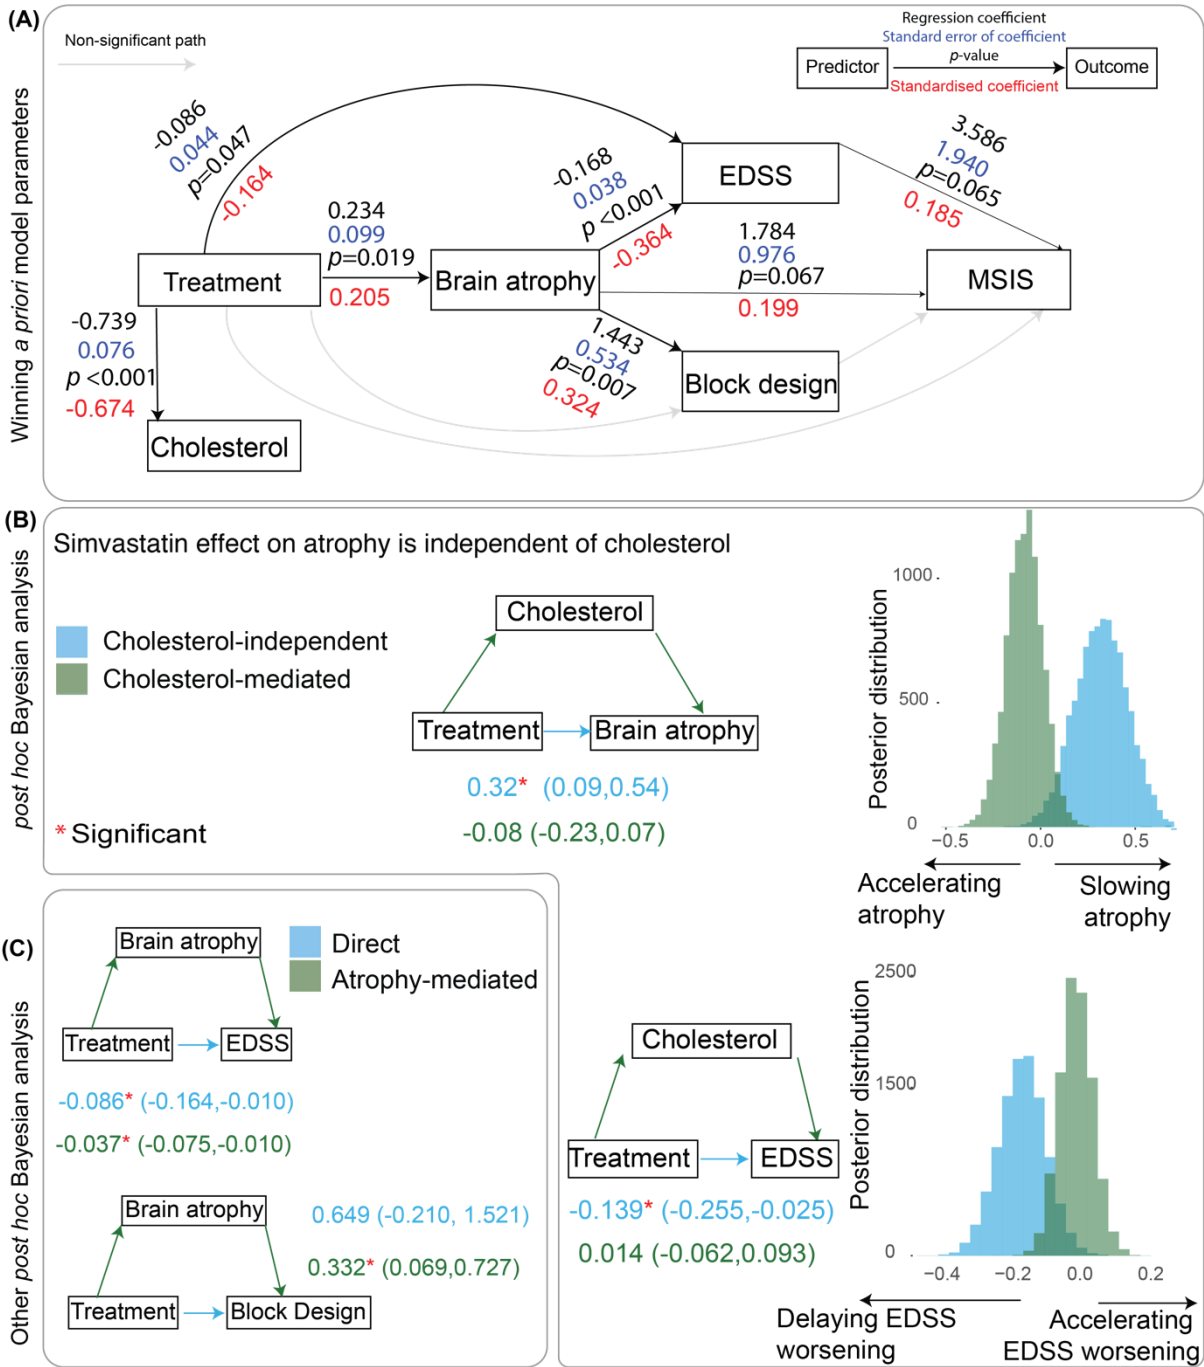 (A)
Winning a priori model parameters
Non-significant path
Regression coefficient
Standard error of coefficient
p-value
Predictor
Outcome
Standardised coefficient
-0.086
0.044
p=0.047
-0.164
0.234
0.099
p=0.019
0.205
-0.168
0.038
p <0.001
-0.364
EDSS
3.586
1.940
p=0.065
0.185
1.784
0.976
p=0.067
0.199
Treatment
Brain atrophy
MSIS
-0.739
0.076
p <0.001
-0.674
1.443
0.534
p=0.007
0.324
Block design
Cholesterol
(B)
post hoc Bayesian analysis
Simvastatin effect on atrophy is independent of cholesterol
Cholesterol-independent
Cholesterol-mediated
Cholesterol
Treatment
Brain atrophy
0.32* (0.09,0.54)
-0.08 (-0.23,0.07)
* Significant
Posterior distribution
1000
500
0
−0.5
0.0
0.5
Accelerating
atrophy
Slowing
atrophy
(C)
Other post hoc Bayesian analysis
Brain atrophy
Direct
Atrophy-mediated
Treatment
EDSS
-0.086* (-0.164,-0.010)
-0.037* (-0.075,-0.010)
Brain atrophy
0.649 (-0.210, 1.521)
0.332* (0.069,0.727)
Treatment
Block Design
Cholesterol
Treatment
EDSS
-0.139* (-0.255,-0.025)
0.014 (-0.062,0.093)
Posterior distribution
2500
1500
0
−0.4
−0.2
0.0
0.2
Delaying EDSS
worsening
Accelerating
EDSS worsening